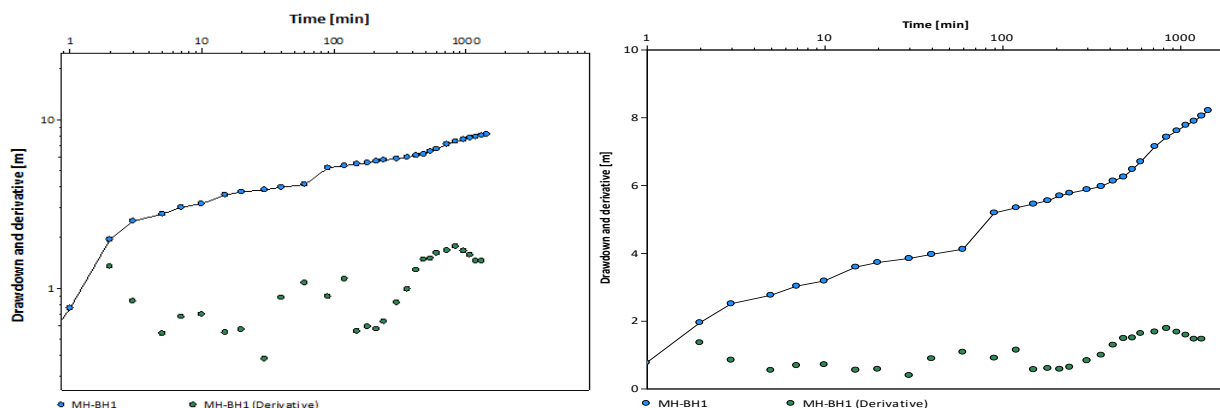 Time [min]
1 10 100 1000
Drawdown and derivative [m]
10
1
MH-BH1 MH-BH1 (Derivative)
Time [min]
1 10 100 1000
Drawdown and derivative [m]
10
8
6
4
2
0
MH-BH1 MH-BH1 (Derivative)